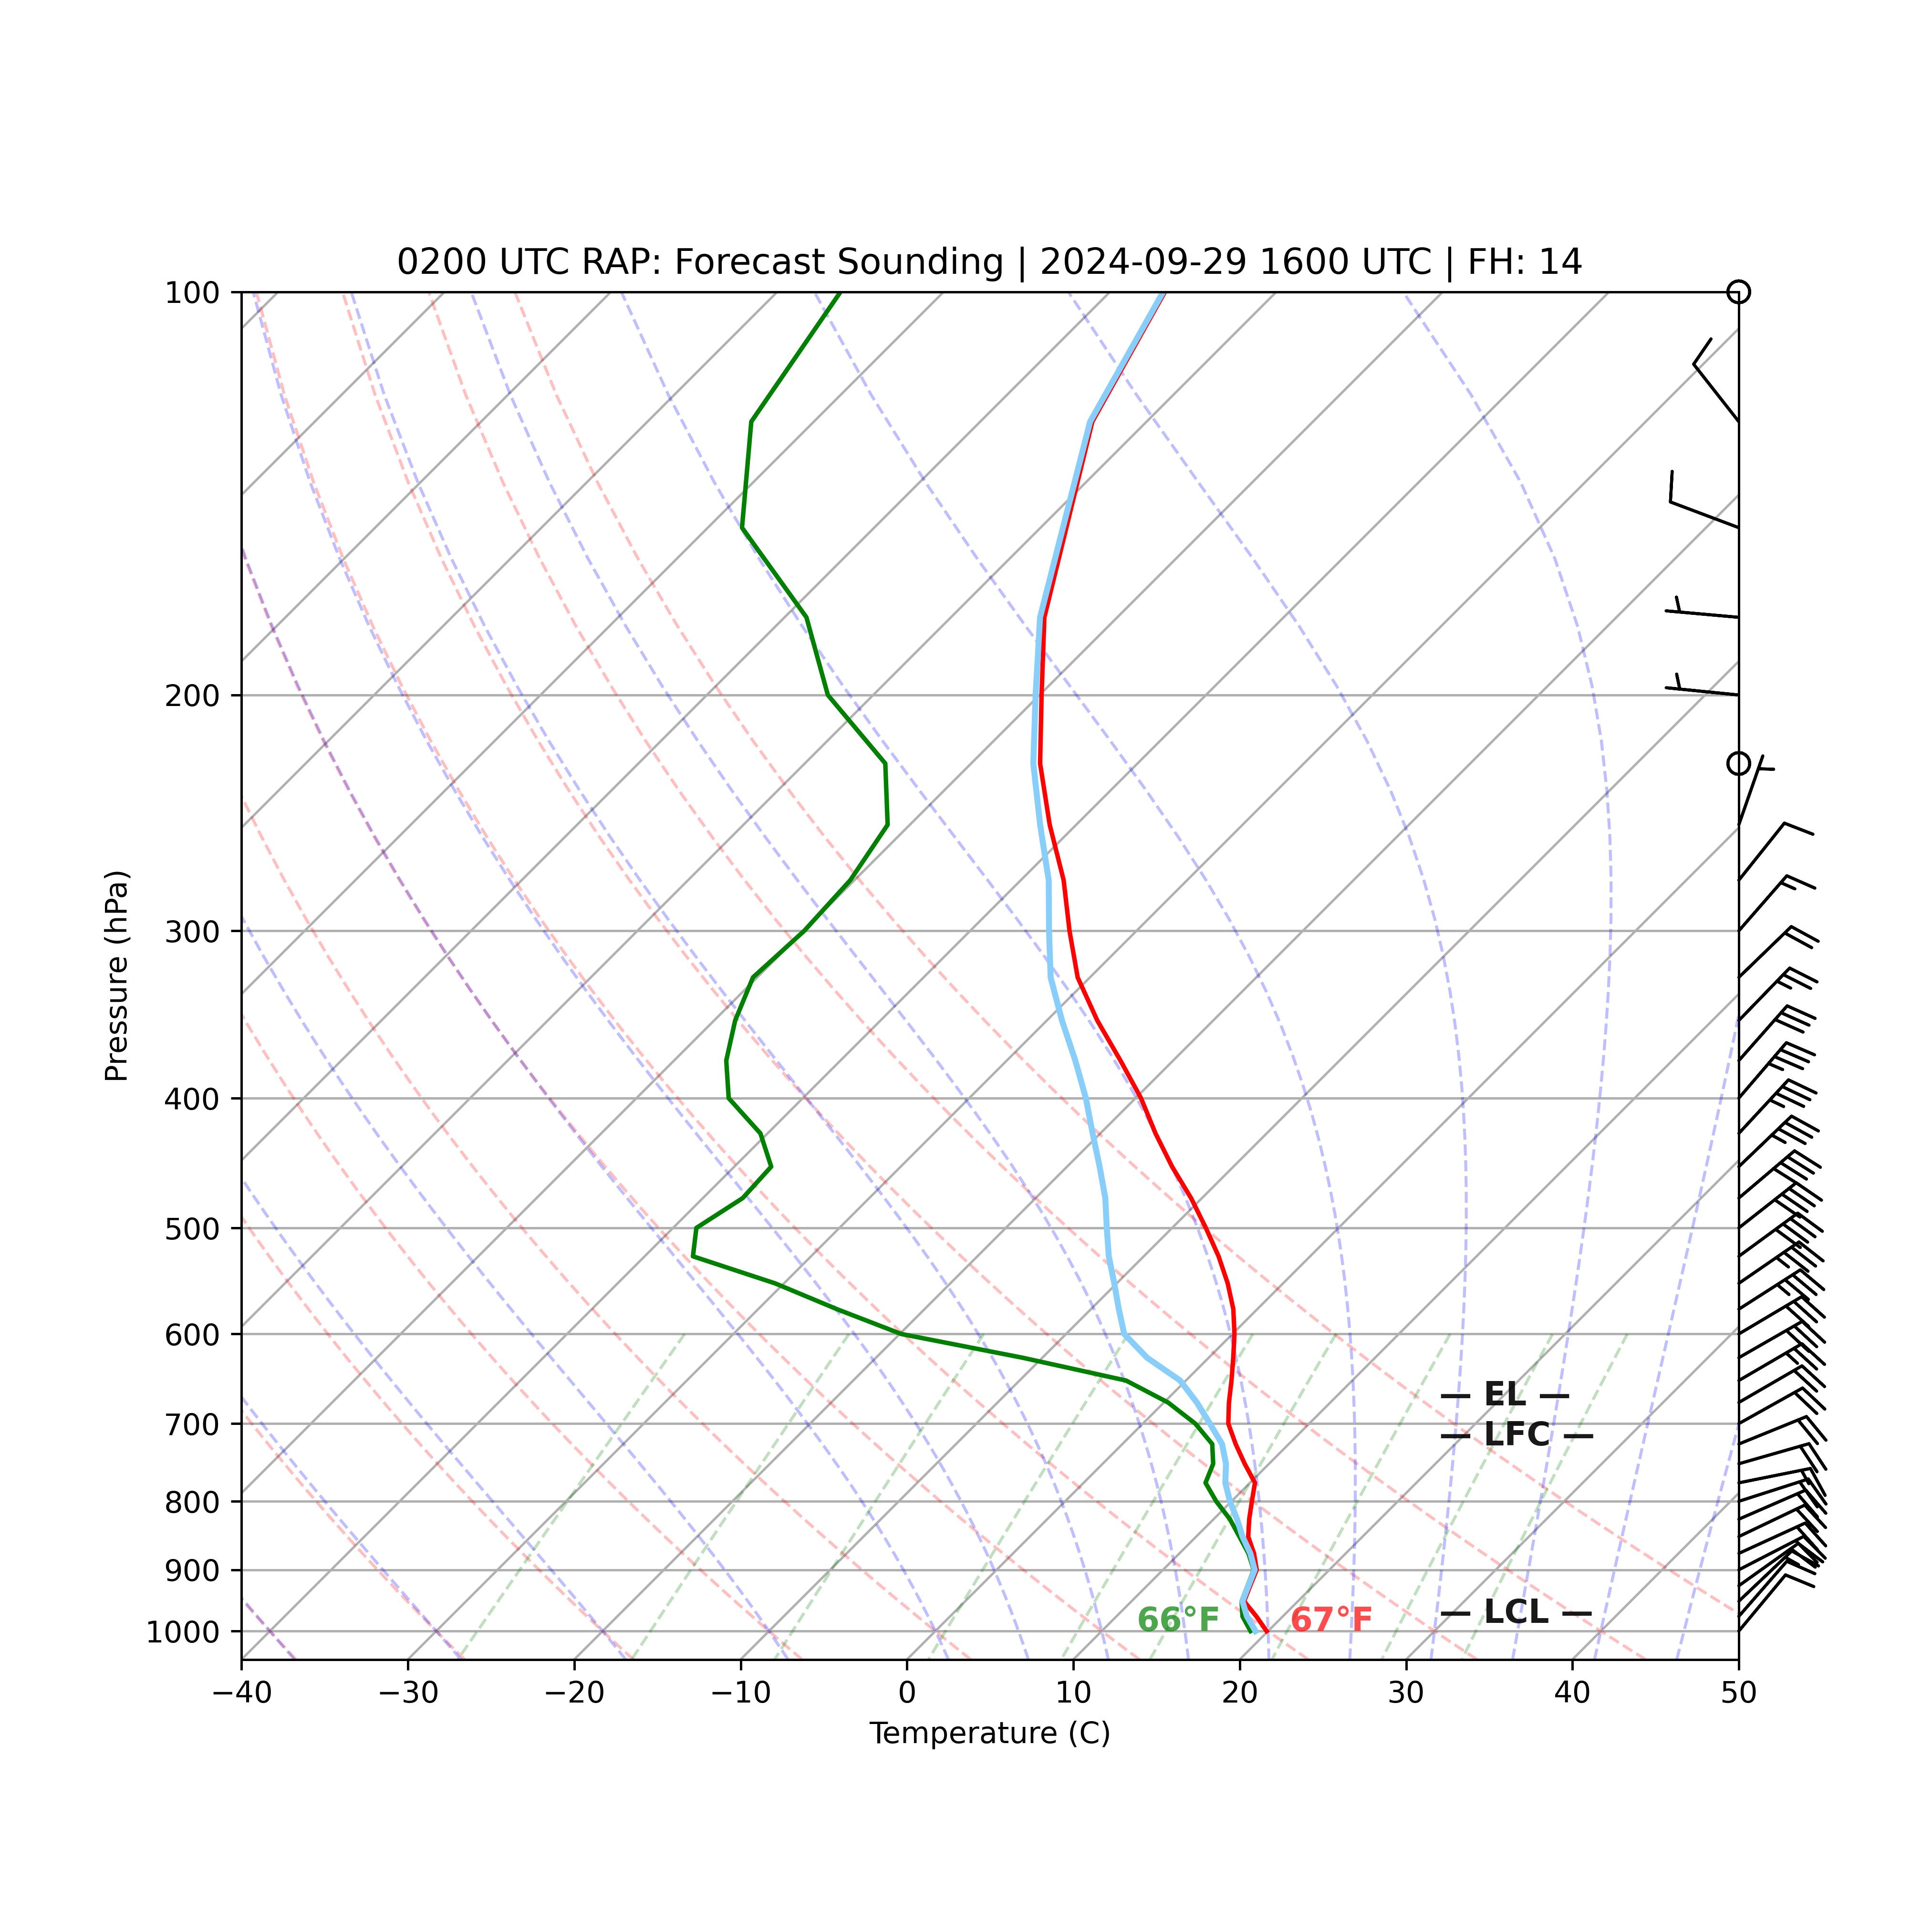 0200 UTC RAP: Forecast Sounding | 2024-09-29 1600 UTC | FH: 14
100
200
300
400
500
600
700
800
900
1000
Pressure (hPa)
— EL —
— LFC —
— LCL —
66°F
67°F
−40 −30 −20 −10 0 10 20 30 40 50
Temperature (C)